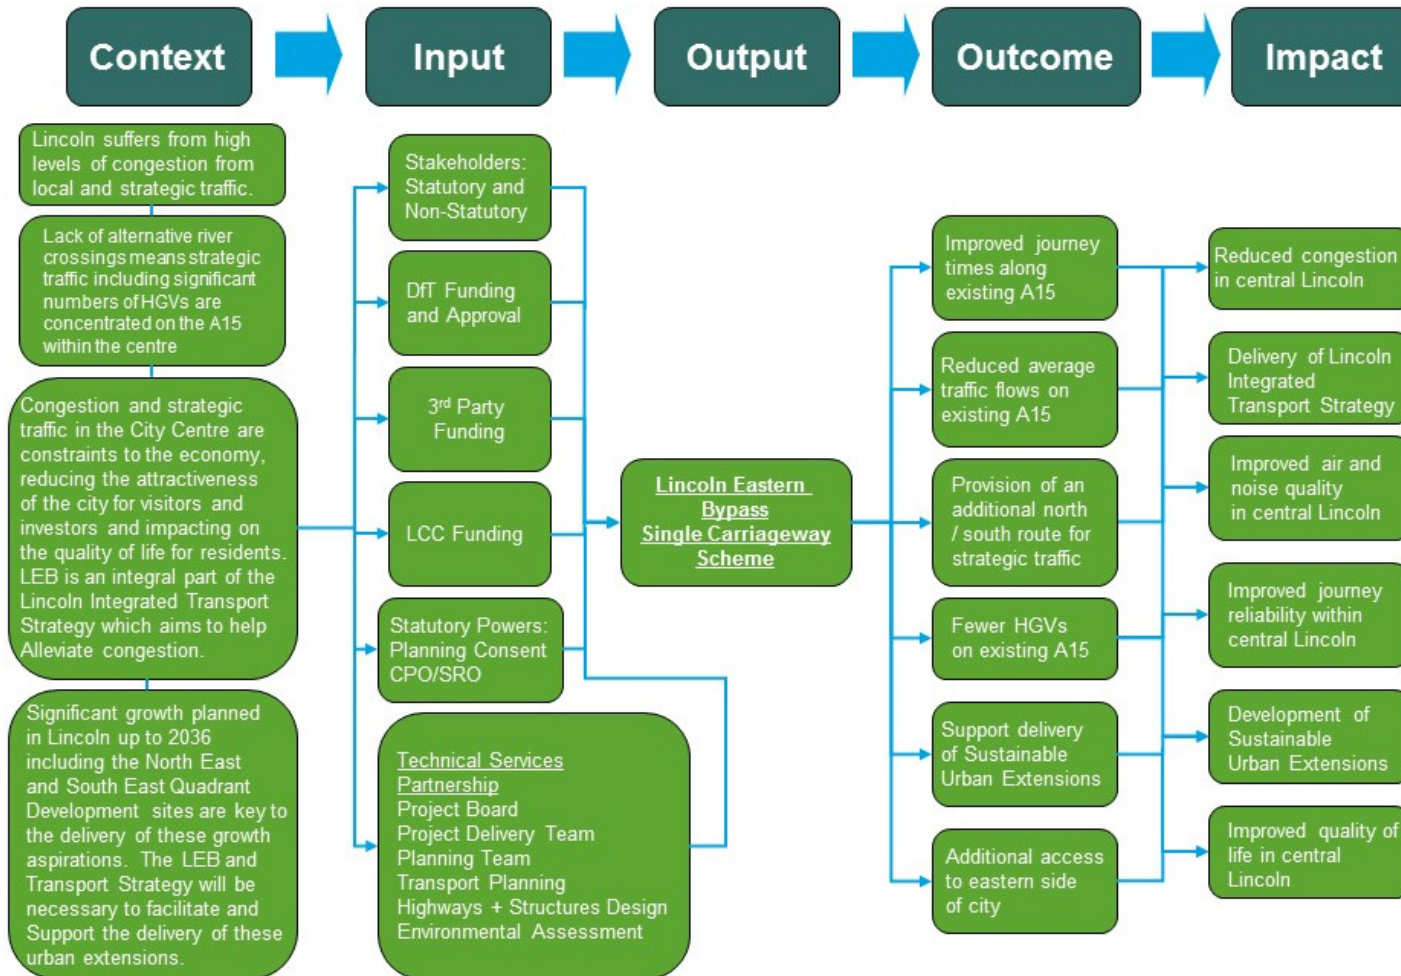 Context
Input
Output
Outcome
Impact
Lincoln suffers from high
levels of congestion from
local and strategic traffic.
Lack of alternative river
crossings means strategic
traffic including significant
numbers of HGVs are
concentrated on the A15
within the centre
Congestion and strategic
traffic in the City Centre are
constraints to the economy,
reducing the attractiveness
of the city for visitors and
investors and impacting on
the quality of life for residents.
LEB is an integral part of the
Lincoln Integrated Transport
Strategy which aims to help
Alleviate congestion.
Significant growth planned
in Lincoln up to 2036
including the North East
and South East Quadrant
Development sites are key to
the delivery of these growth
aspirations. The LEB and
Transport Strategy will be
necessary to facilitate and
Support the delivery of these
urban extensions.
Stakeholders:
Statutory and
Non-Statutory
DfT Funding
and Approval
3rd Party
Funding
LCC Funding
Statutory Powers:
Planning Consent
CPO/SRO
Technical Services
Partnership
Project Board
Project Delivery Team
Planning Team
Transport Planning
Highways + Structures Design
Environmental Assessment
Lincoln Eastern
Bypass
Single Carriageway
Scheme
Improved journey
times along
existing A15
Reduced average
traffic flows on
existing A15
Provision of an
additional north
/ south route for
strategic traffic
Fewer HGVs
on existing A15
Support delivery
of Sustainable
Urban Extensions
Additional access
to eastern side
of city
Reduced congestion
in central Lincoln
Delivery of Lincoln
Integrated
Transport Strategy
Improved air and
noise quality
in central Lincoln
Improved journey
reliability within
central Lincoln
Development of
Sustainable
Urban Extensions
Improved quality of
life in central
Lincoln